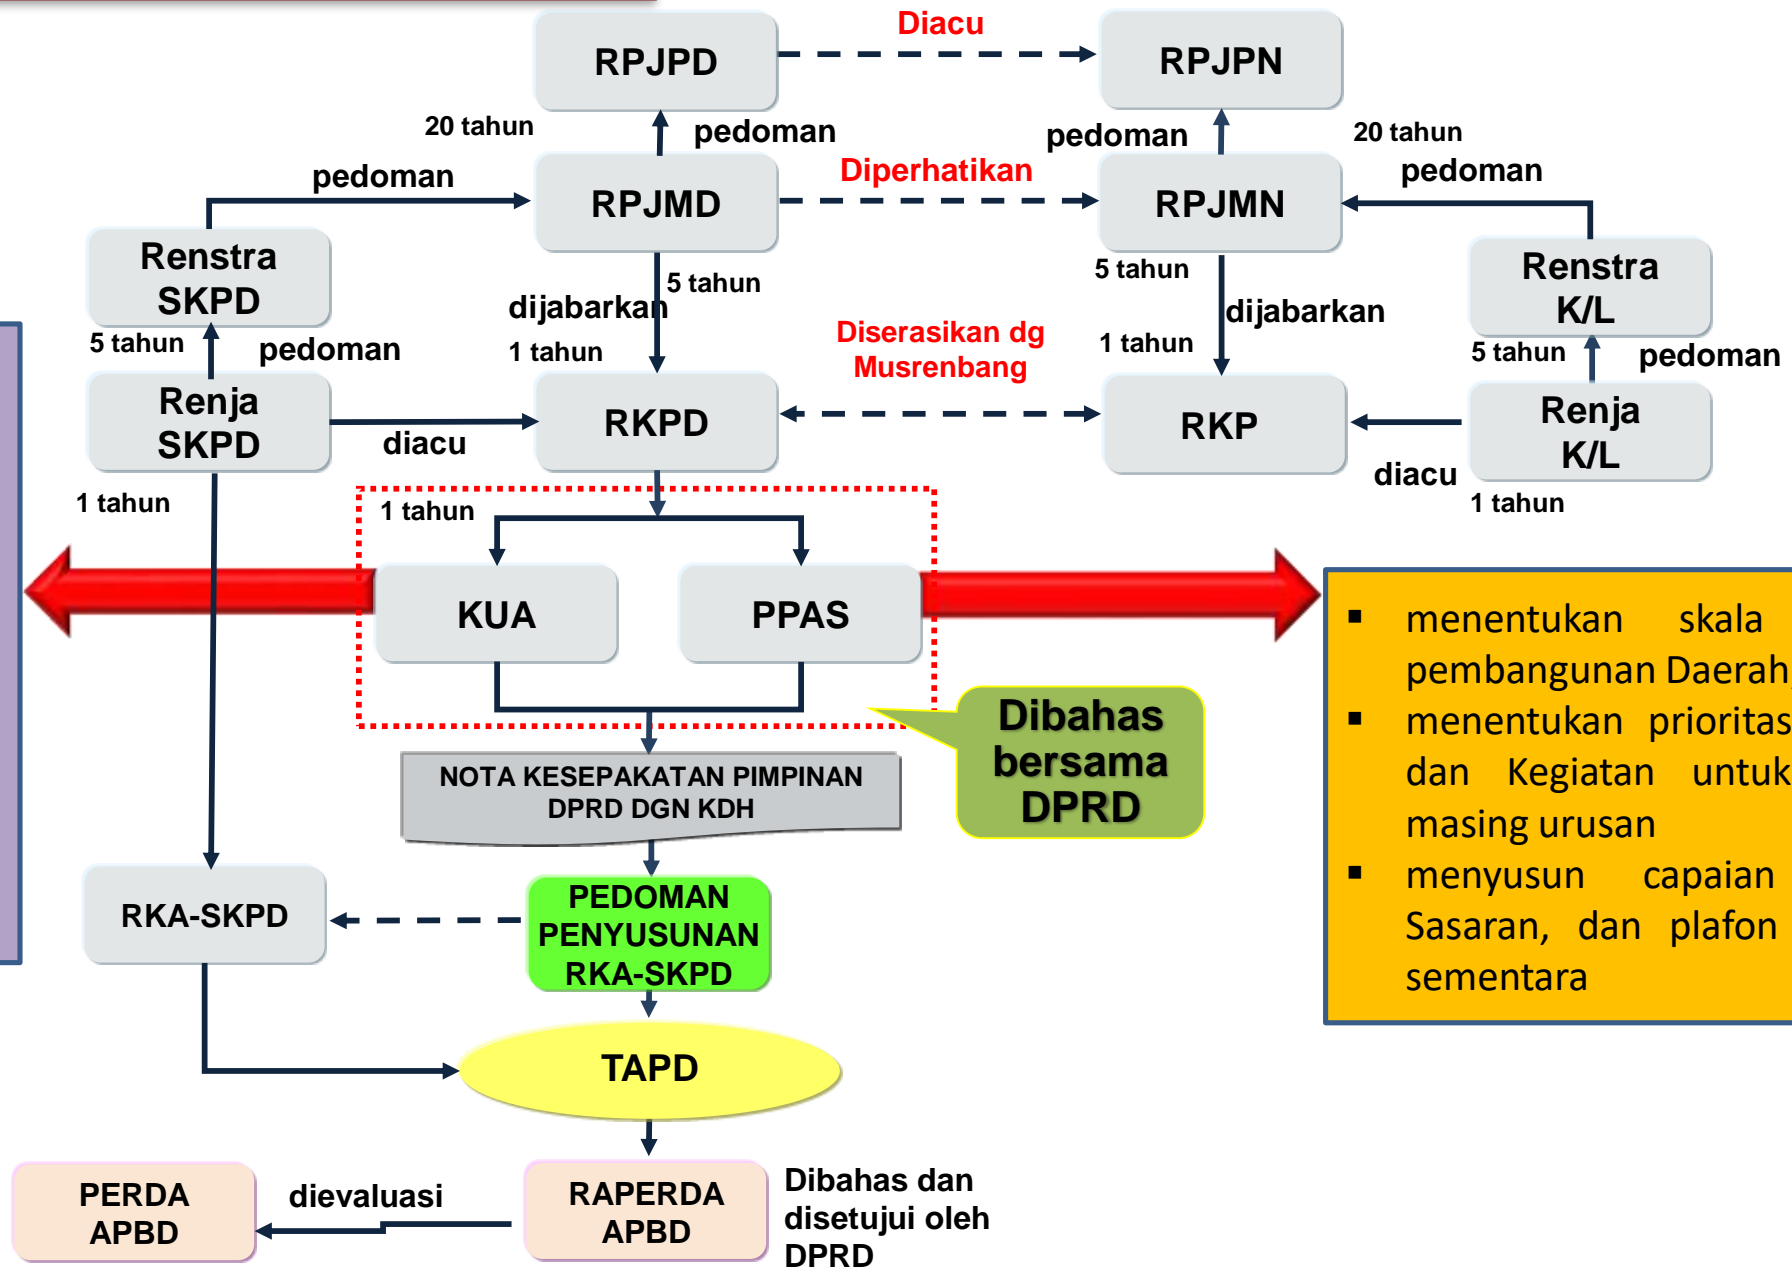 Diacu
RPJPD
RPJPN
20 tahun
pedoman
pedoman
20 tahun
pedoman
Diperhatikan
pedoman
RPJMD
RPJMN
Renstra
SKPD
5 tahun
5 tahun
Renstra
K/L
dijabarkan
dijabarkan
5 tahun
pedoman
1 tahun
Diserasikan dg
Musrenbang
1 tahun
5 tahun
pedoman
Renja
SKPD
RKPD
RKP
Renja
K/L
diacu
diacu
1 tahun
1 tahun
1 tahun
KUA
PPAS
▪ menentukan skala
pembangunan Daerah,
▪ menentukan prioritas
dan Kegiatan untuk
masing urusan
▪ menyusun capaian
Sasaran, dan plafon
sementara
Dibahas
bersama
DPRD
NOTA KESEPAKATAN PIMPINAN
DPRD DGN KDH
RKA-SKPD
PEDOMAN
PENYUSUNAN
RKA-SKPD
TAPD
PERDA
APBD
dievaluasi
RAPERDA
APBD
Dibahas dan
disetujui oleh
DPRD